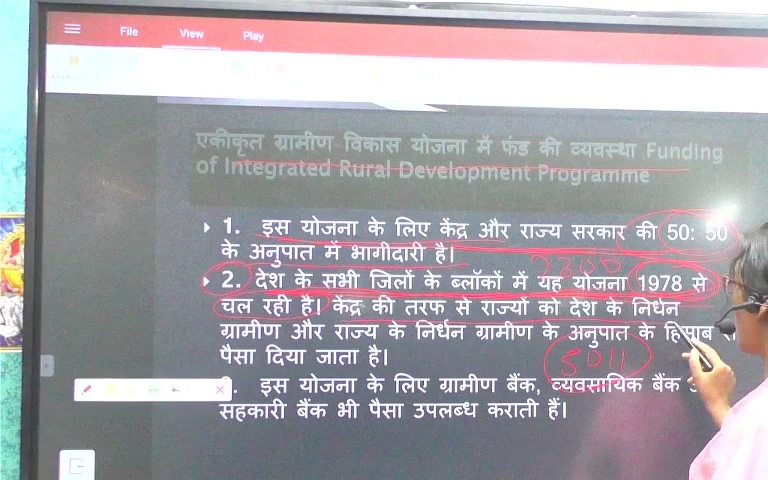 File View Play
एकीकृत ग्रामीण विकास योजना में फंड की व्यवस्था Funding
of Integrated Rural Development Programme
1. इस योजना के लिए केंद्र और राज्य सरकार की 50: 50
के अनुपात में भागीदारी है।
2. देश के सभी जिलों के ब्लॉकों में यह योजना 1978 से
चल रही है। केंद्र की तरफ से राज्यों को देश के निर्धन
ग्रामीण और राज्य के निर्धन ग्रामीण के अनुपात के हिसाब
पैसा दिया जाता है।
5011
इस योजना के लिए ग्रामीण बैंक, व्यवसायिक बैंक
सहकारी बैंक भी पैसा उपलब्ध कराती हैं।